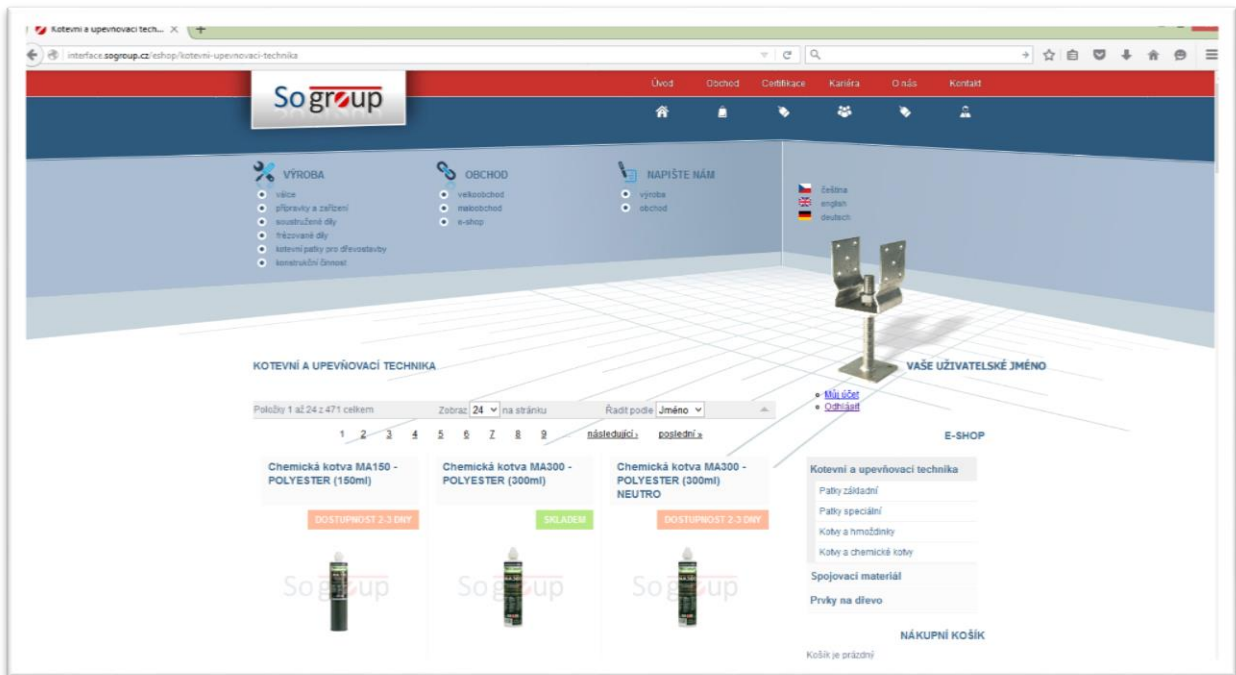 Kotevní a upevňovací tech...
interface.sogroup.cz/eshop/kotevni-upevnovaci-technika
So group
Úvod Obchod Certifikace Kariéra O nás Kontakt
VÝROBA
válce
přípravky a zařízení
soustružené díly
frézované díly
kotevní patky pro dřevostavby
konstrukční činnost
OBCHOD
velkoobchod
maloobchod
e-shop
NAPIŠTE NÁM
výroba
obchod
čeština
english
deutsch
KOTEVNÍ A UPEVŇOVACÍ TECHNIKA
VAŠE UŽIVATELSKÉ JMÉNO
Můj účet
Odhlásit
Položky 1 až 24 z 471 celkem Zobraz 24 na stránku Řadit podle Jméno
1 2 3 4 5 6 7 8 9 ... následující › poslední »
E-SHOP
Chemická kotva MA150 -
POLYESTER (150ml)
DOSTUPNOST 2-3 DNY
So group
Chemická kotva MA300 -
POLYESTER (300ml)
SKLADEM
So group
Chemická kotva MA300 -
POLYESTER (300ml)
NEUTRO
DOSTUPNOST 2-3 DNY
So group
Kotevní a upevňovací technika
Patky základní
Patky speciální
Kotvy a hmoždinky
Kotvy a chemické kotvy
Spojovací materiál
Prvky na dřevo
NÁKUPNÍ KOŠÍK
Košík je prázdný